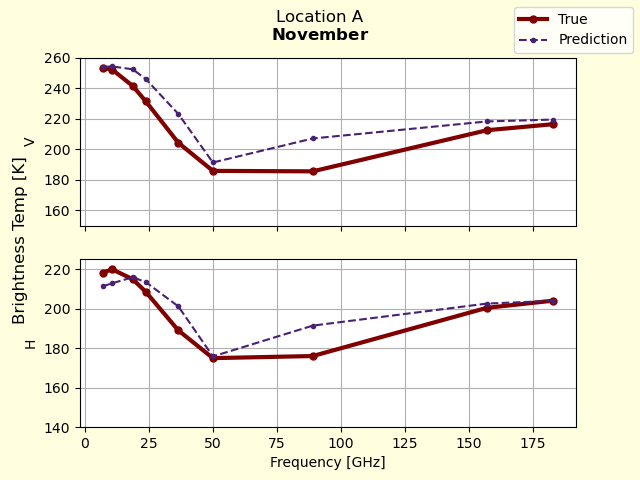 Location A
November
True
Prediction
Brightness Temp [K]
V
260
240
220
200
180
160
H
220
200
180
160
140
0 25 50 75 100 125 150 175
Frequency [GHz]